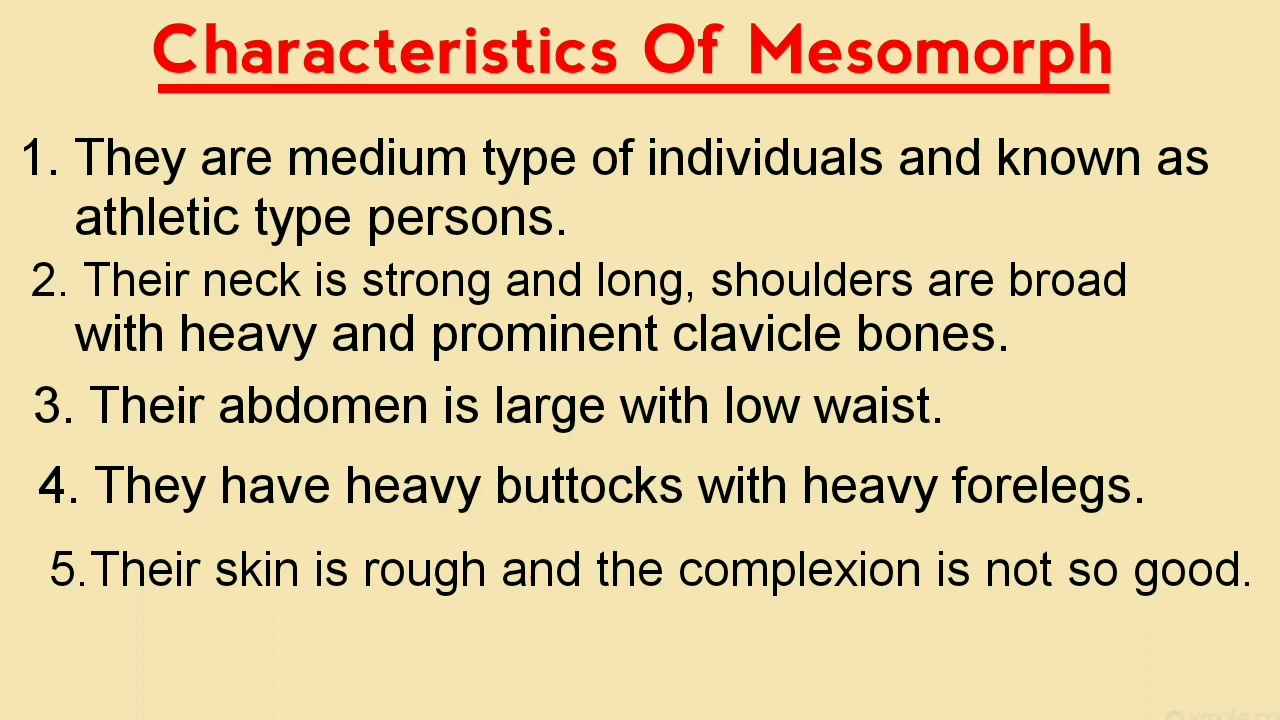 Characteristics Of Mesomorph
1. They are medium type of individuals and known as
athletic type persons.
2. Their neck is strong and long, shoulders are broad
with heavy and prominent clavicle bones.
3. Their abdomen is large with low waist.
4. They have heavy buttocks with heavy forelegs.
5.Their skin is rough and the complexion is not so good.